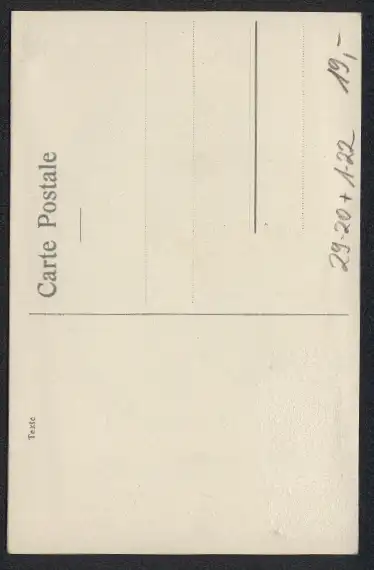 Carte Postale
Texte
29-20 + 1-22 19,-